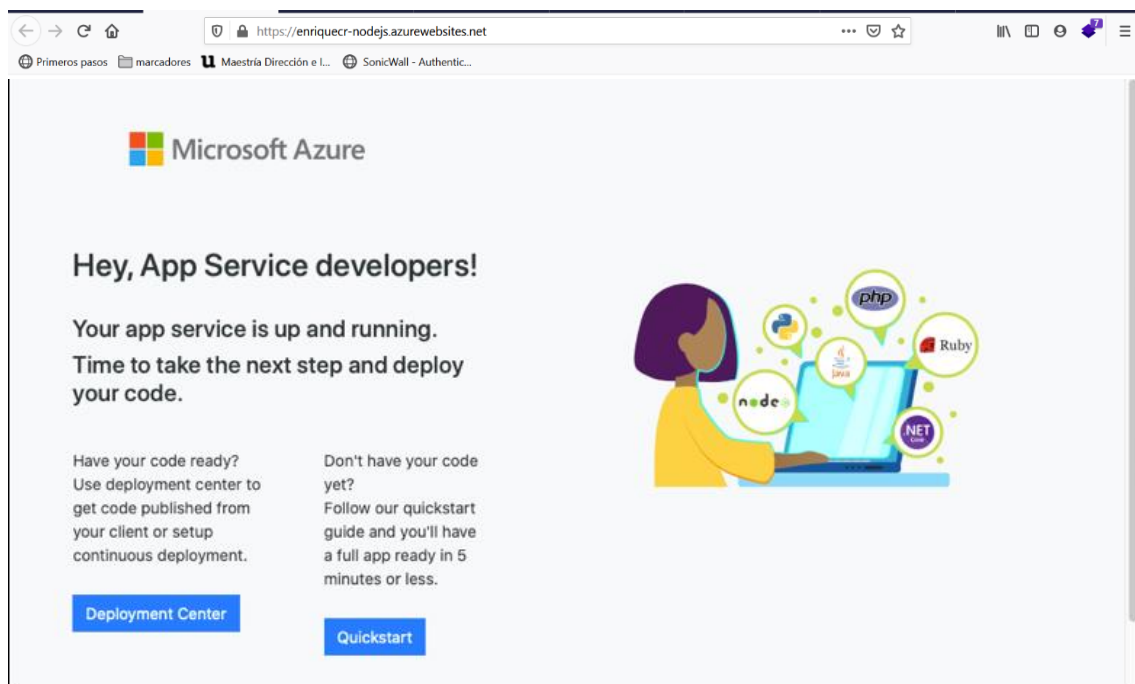 https://enriquecr-nodejs.azurewebsites.net
7
Primeros pasos marcadores u Maestría Dirección e I... SonicWall - Authentic...
Microsoft Azure
Hey, App Service developers!
Your app service is up and running.
Time to take the next step and deploy
your code.
Have your code ready?
Use deployment center to
get code published from
your client or setup
continuous deployment.
Deployment Center
Don't have your code
yet?
Follow our quickstart
guide and you'll have
a full app ready in 5
minutes or less.
Quickstart
php
Ruby
Java
node
.NET
Core